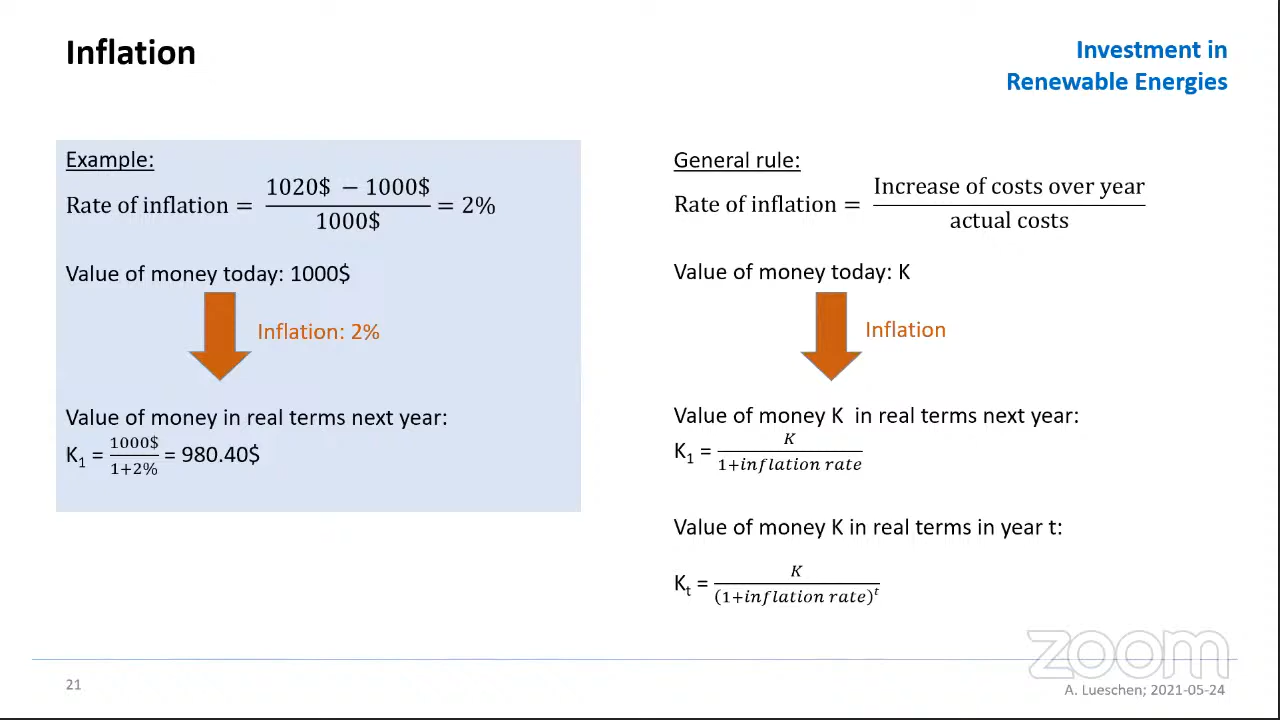 Inflation
Investment in
Renewable Energies
Example:
Rate of inflation = (1020$ − 1000$) / 1000$ = 2%
Value of money today: 1000$
Inflation: 2%
Value of money in real terms next year:
K₁ = 1000$ / (1+2%) = 980.40$
General rule:
Rate of inflation = Increase of costs over year / actual costs
Value of money today: K
Inflation
Value of money K in real terms next year:
K₁ = K / (1+inflation rate)
Value of money K in real terms in year t:
Kₜ = K / (1+inflation rate)ᵗ
zoom
21
A. Lueschen; 2021-05-24